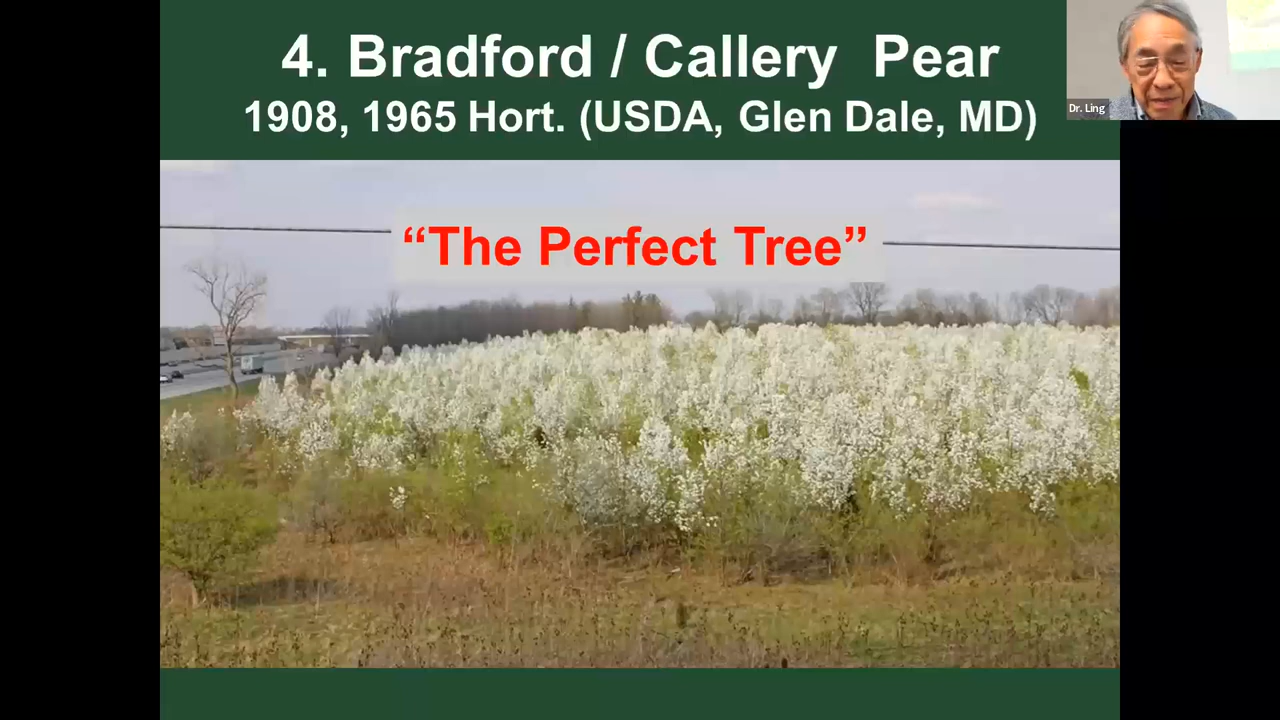 4. Bradford / Callery Pear
1908, 1965 Hort. (USDA, Glen Dale, MD)
Dr. Ling
“The Perfect Tree”